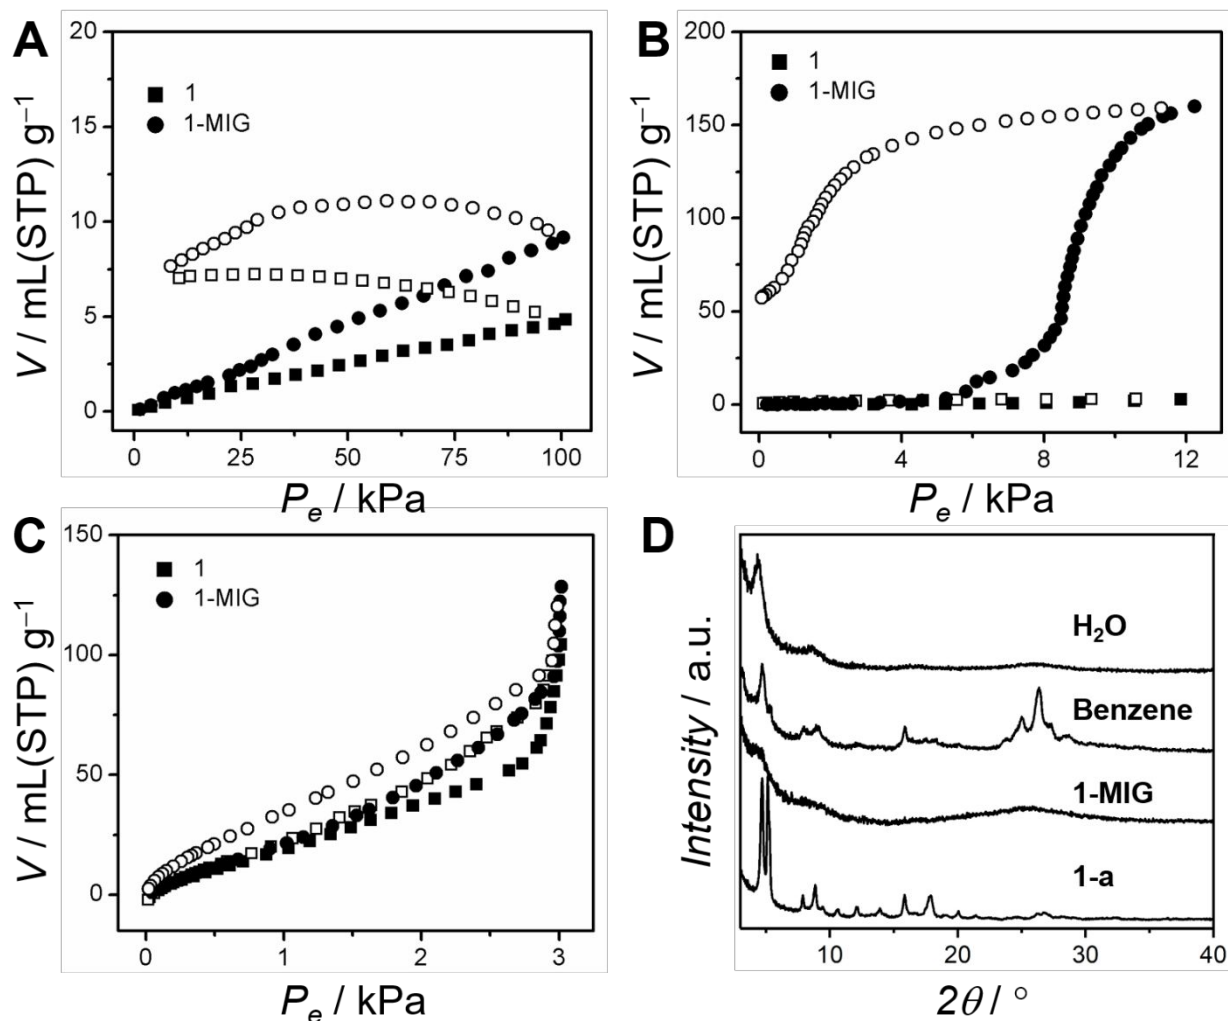 A
20
15
10
5
0
1
1-MIG
0
25
50
75
100
V / mL(STP) g⁻¹
Pₑ / kPa
B
200
150
100
50
0
1
1-MIG
0
4
8
12
V / mL(STP) g⁻¹
Pₑ / kPa
C
150
100
50
0
1
1-MIG
0
1
2
3
V / mL(STP) g⁻¹
Pₑ / kPa
D
H₂O
Benzene
1-MIG
1-a
10
20
30
40
Intensity / a.u.
2θ / °